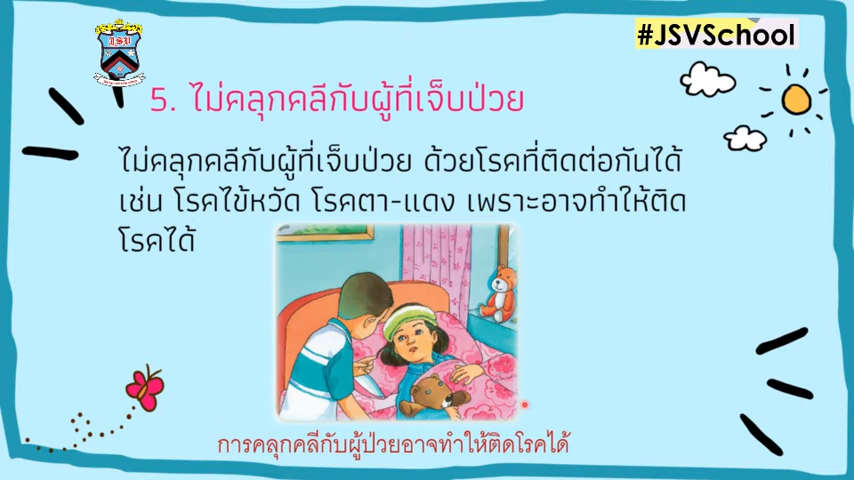 JSV
#JSVSchool
5. ไม่คลุกคลีกับผู้ที่เจ็บป่วย
ไม่คลุกคลีกับผู้ที่เจ็บป่วย ด้วยโรคที่ติดต่อกันได้
เช่น โรคไข้หวัด โรคตา-แดง เพราะอาจทำให้ติด
โรคได้
การคลุกคลีกับผู้ป่วยอาจทำให้ติดโรคได้